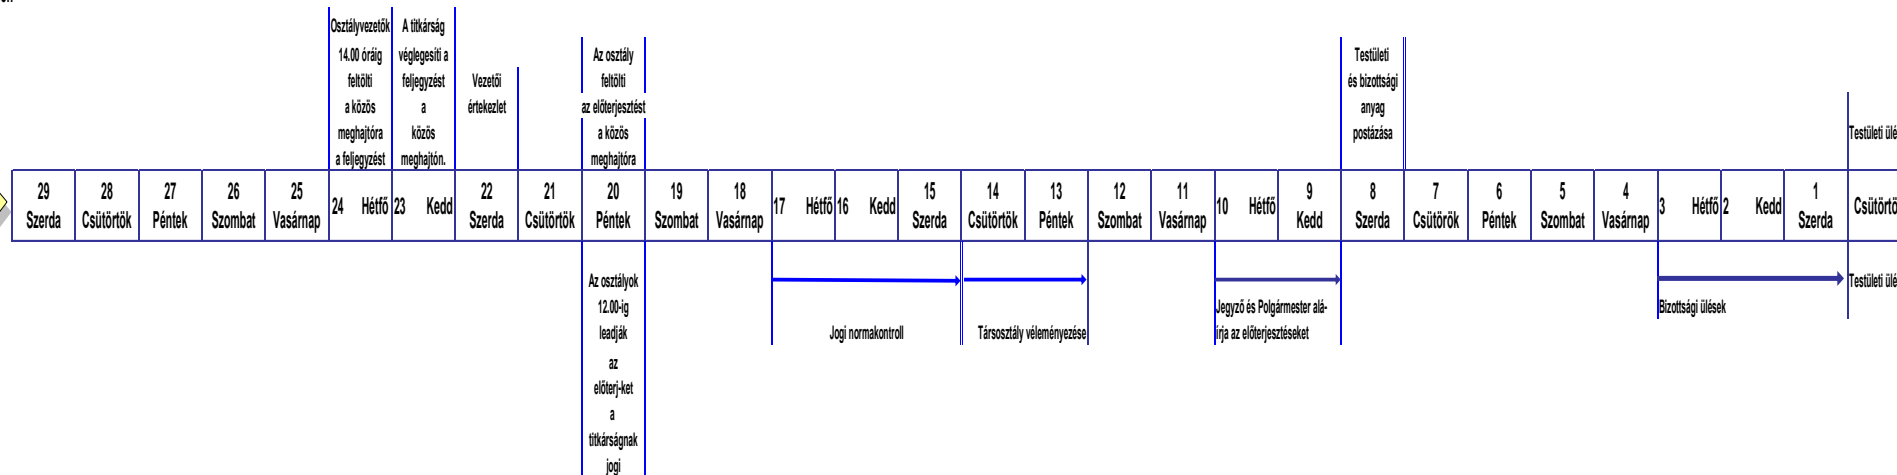 Osztályvezetők
14.00 óráig
feltölti
a közös
meghajtóra
a feljegyzést
A titkárság
véglegesíti a
feljegyzést
a
közös
meghajtón.
Vezetői
értekezlet
Az osztály
feltölti
az előterjesztést
a közös
meghajtóra
Testületi
és bizottsági
anyag
postázása
Testületi ülé
29 28 27 26 25 24 Hétfő 23 Kedd 22 21 20 19 18 17 Hétfő 16 Kedd 15 14 13 12 11 10 Hétfő 9 8 7 6 5 4 3 Hétfő 2 Kedd 1 Csütörtö
Szerda Csütörtök Péntek Szombat Vasárnap Szerda Csütörtök Péntek Szombat Vasárnap Szerda Csütörtök Péntek Szombat Vasárnap Kedd Szerda Csütörök Péntek Szombat Vasárnap Szerda
Az osztályok
12.00-ig
leadják
az
előterj-ket
a
titkárságnak
jogi
Jogi normakontroll
Társosztály véleményezése
Jegyző és Polgármester alá-
írja az előterjesztéseket
Bizottsági ülések
Testületi ülé